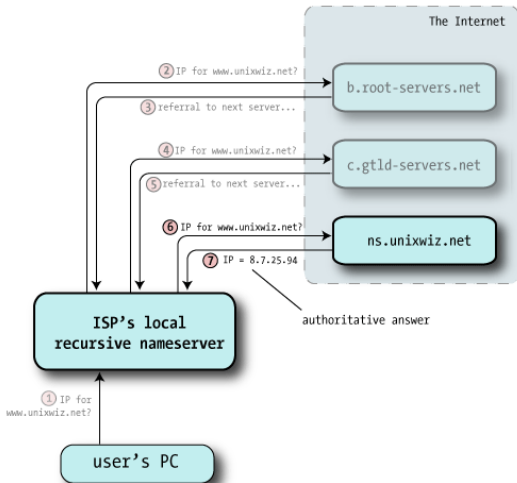 The Internet
2 IP for www.unixwiz.net?
b.root-servers.net
3 referral to next server...
4 IP for www.unixwiz.net?
c.gtld-servers.net
5 referral to next server...
6 IP for www.unixwiz.net?
ns.unixwiz.net
7 IP = 8.7.25.94
authoritative answer
ISP's local
recursive nameserver
1 IP for
www.unixwiz.net?
user's PC